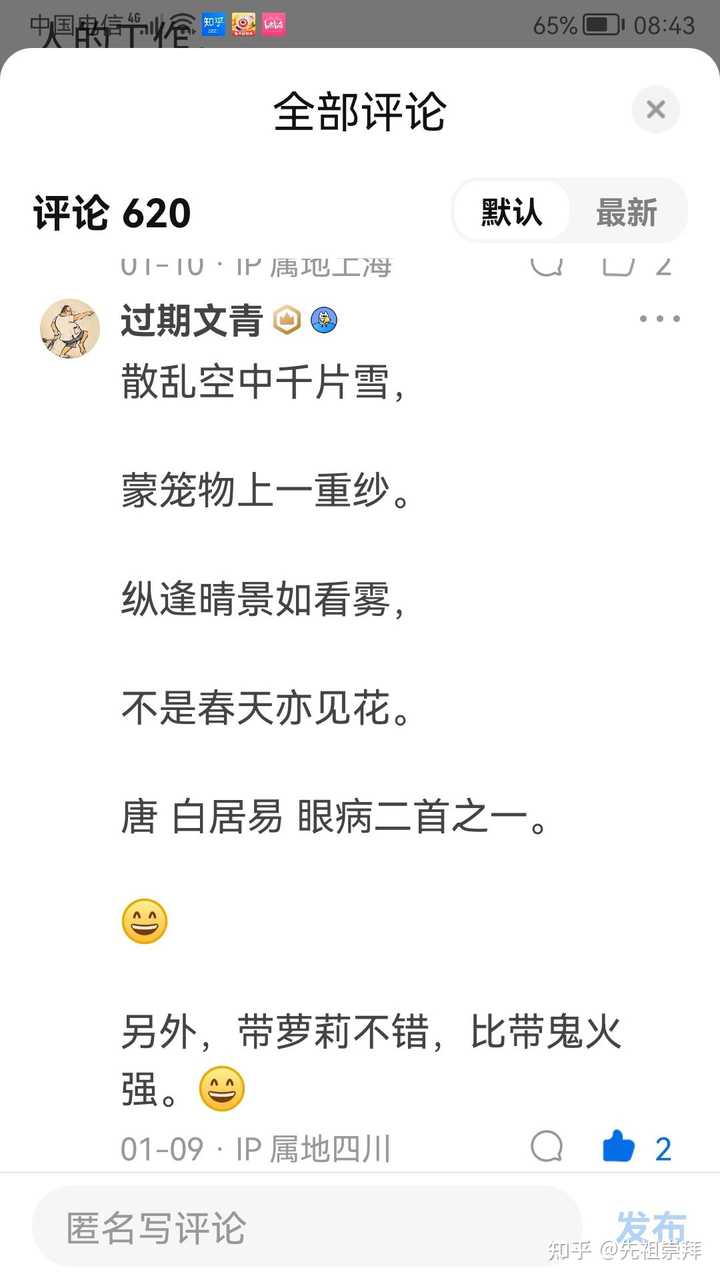 中国电信 4G 知乎 65% 08:43
人的工作
全部评论
评论 620 默认 最新
01-10 · IP 属地上海 2
过期文青
散乱空中千片雪，
蒙笼物上一重纱。
纵逢晴景如看雾，
不是春天亦见花。
唐 白居易 眼病二首之一。
😄
另外，带萝莉不错，比带鬼火
强。😄
01-09 · IP 属地四川 2
匿名写评论 发布
知乎 @先祖崇拜